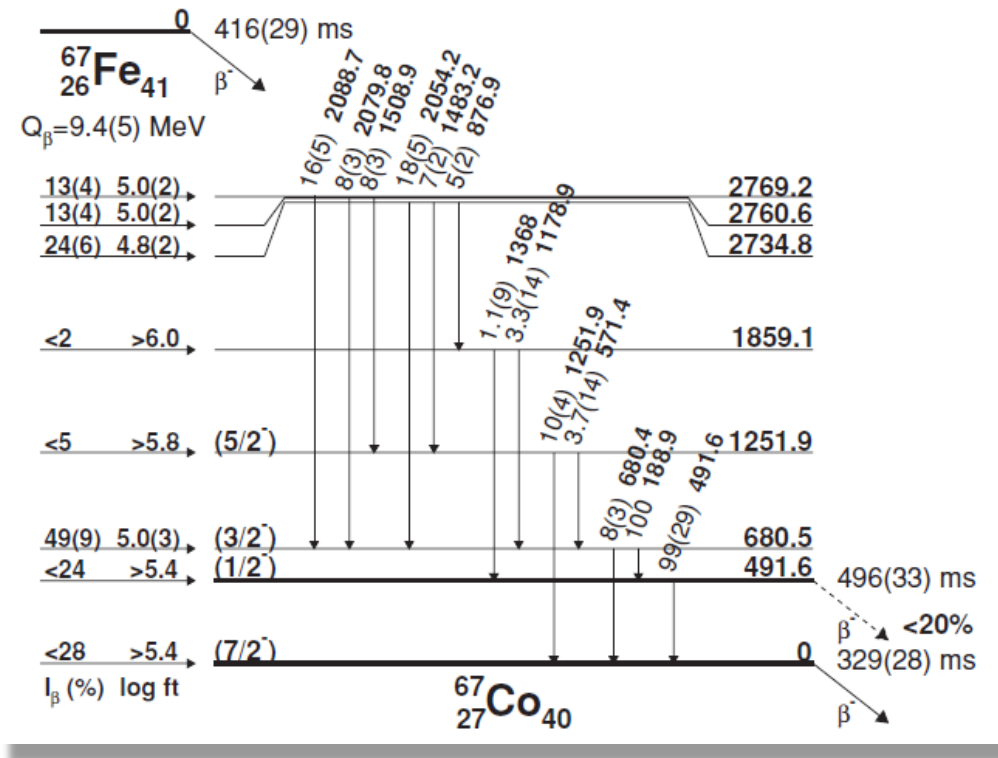 0 416(29) ms
67 26 Fe 41
β-
Qβ=9.4(5) MeV
16(5) 2088.7
8(3) 2079.8
8(3) 1508.9
18(5) 2054.2
7(2) 1483.2
5(2) 876.9
13(4) 5.0(2) 2769.2
13(4) 5.0(2) 2760.6
24(6) 4.8(2) 2734.8
1.1(9) 1368
3.3(14) 1178.9
<2 >6.0 1859.1
10(4) 1251.9
3.7(14) 571.4
<5 >5.8 (5/2-) 1251.9
8(3) 680.4
100 188.9
99(29) 491.6
49(9) 5.0(3) (3/2-) 680.5
<24 >5.4 (1/2-) 491.6 496(33) ms
β- <20%
<28 >5.4 (7/2-) 0 329(28) ms
Iβ (%) log ft
67 27 Co 40
β-